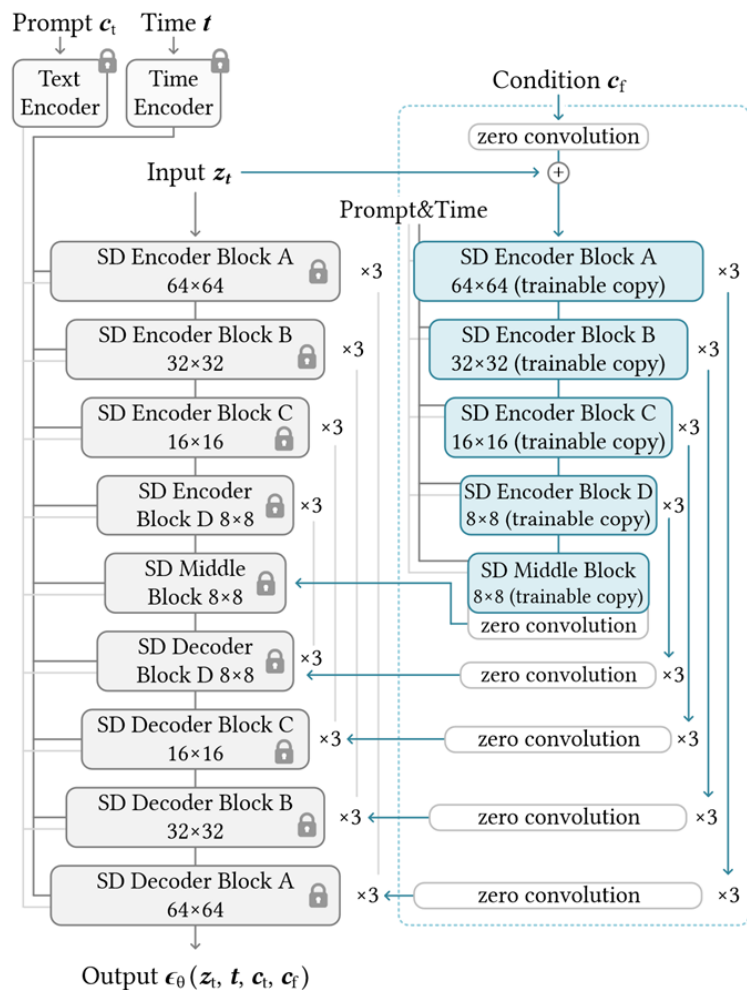 Prompt cₜ
Time t
Text
Encoder
Time
Encoder
Condition c_f
zero convolution
+
Input zₜ
Prompt&Time
SD Encoder Block A
64×64
×3
SD Encoder Block A
64×64 (trainable copy)
×3
SD Encoder Block B
32×32
×3
SD Encoder Block B
32×32 (trainable copy)
×3
SD Encoder Block C
16×16
×3
SD Encoder Block C
16×16 (trainable copy)
×3
SD Encoder
Block D 8×8
×3
SD Encoder Block D
8×8 (trainable copy)
×3
SD Middle
Block 8×8
SD Middle Block
8×8 (trainable copy)
zero convolution
SD Decoder
Block D 8×8
×3
zero convolution
×3
SD Decoder Block C
16×16
×3
zero convolution
×3
SD Decoder Block B
32×32
×3
zero convolution
×3
SD Decoder Block A
64×64
×3
zero convolution
×3
Output ϵ_θ(zₜ, t, cₜ, c_f)